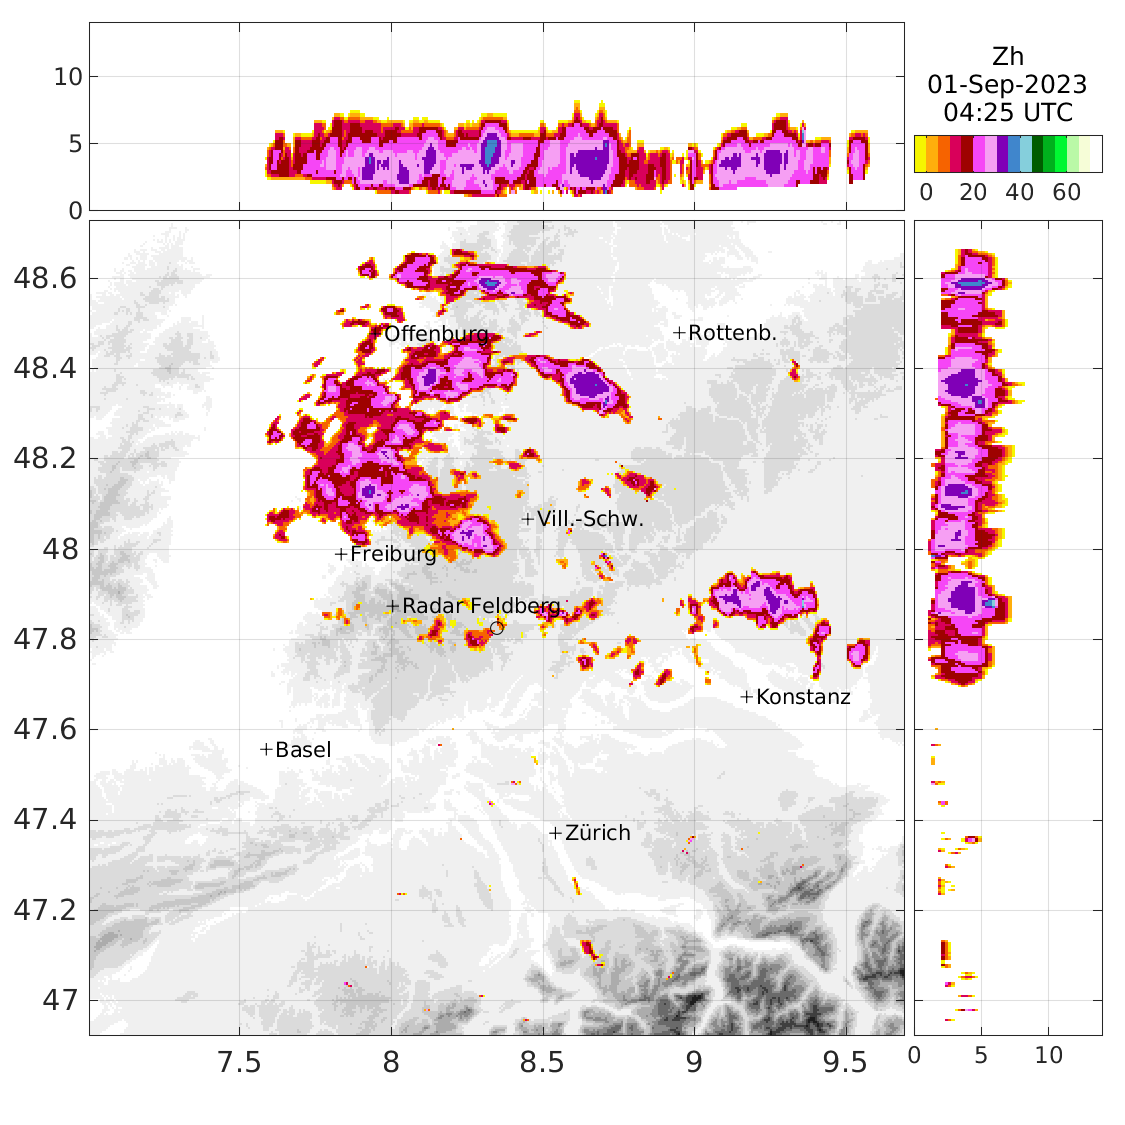 10
5
0
Zh
01-Sep-2023
04:25 UTC
0 20 40 60
48.6
48.4
48.2
48
47.8
47.6
47.4
47.2
47
+Offenburg
+Rottenb.
+Vill.-Schw.
+Freiburg
+Radar Feldberg
+Konstanz
+Basel
+Zürich
7.5 8 8.5 9 9.5
0 5 10